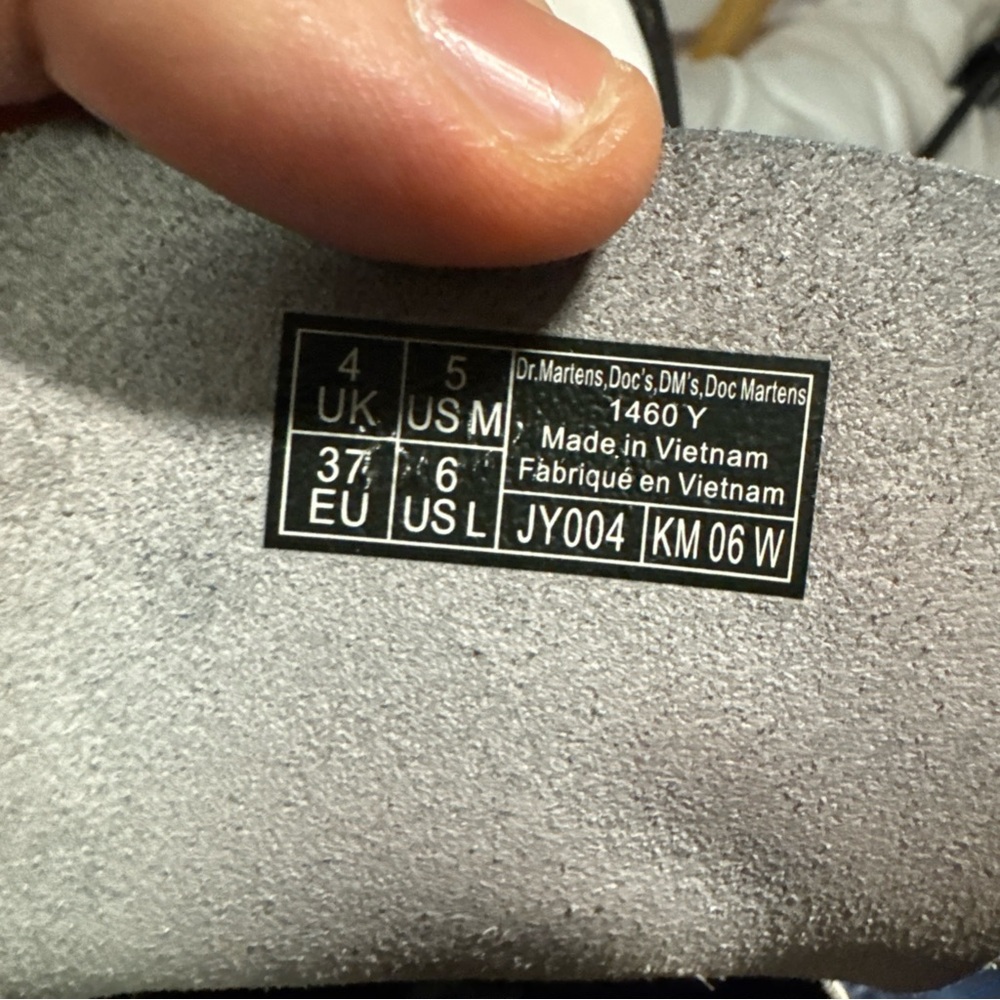 4
UK
5
US M
37
EU
6
US L
Dr.Martens,Doc's,DM's,Doc Martens
1460 Y
Made in Vietnam
Fabriqué en Vietnam
JY004
KM 06 W